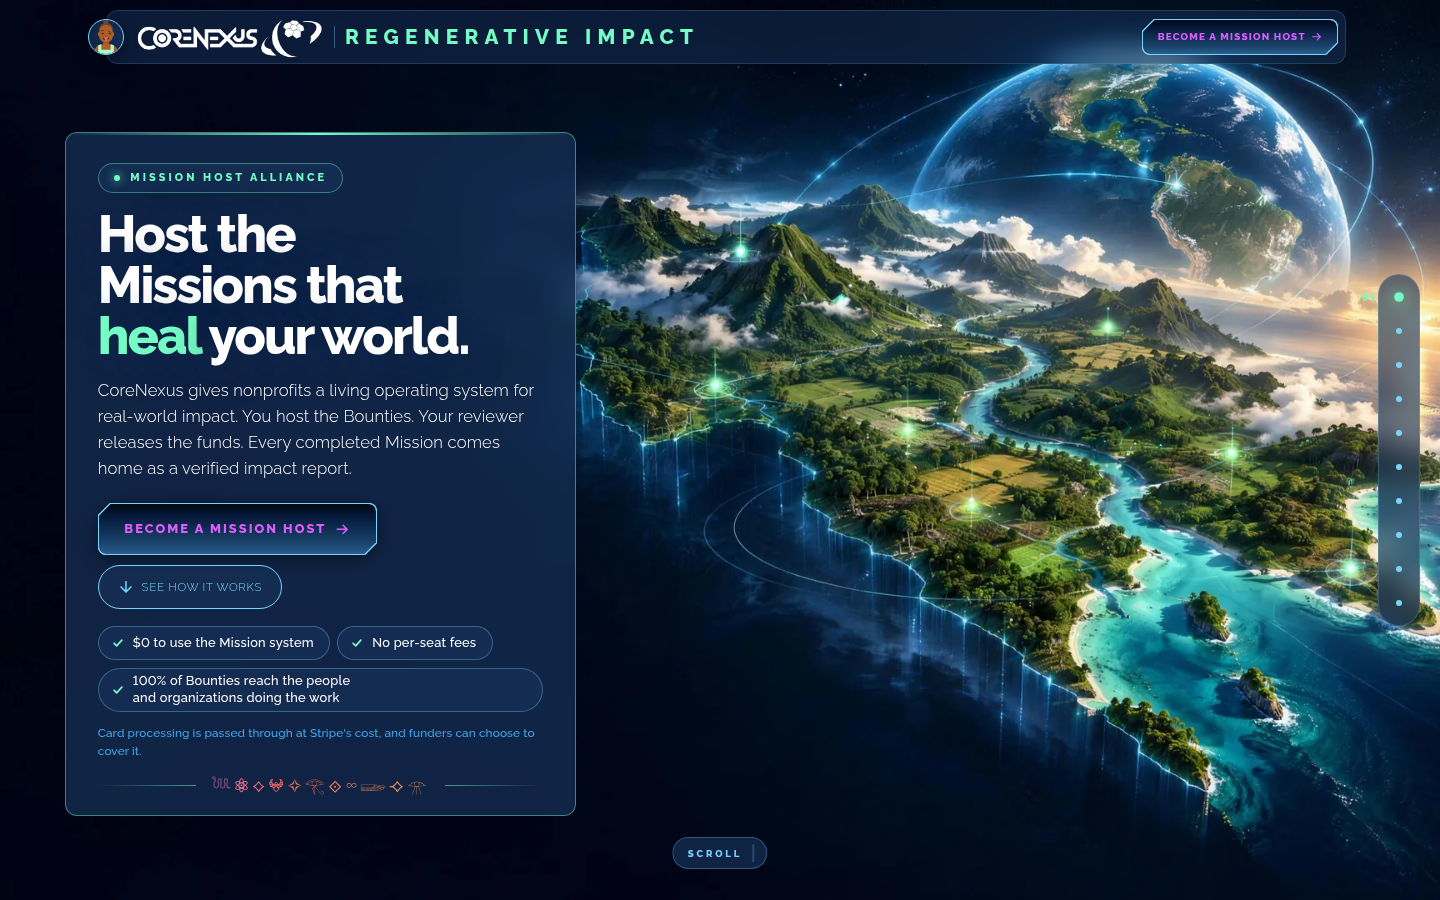 CORENEXUS
REGENERATIVE IMPACT
BECOME A MISSION HOST →
MISSION HOST ALLIANCE
Host the
Missions that
heal your world.
CoreNexus gives nonprofits a living operating system for
real-world impact. You host the Bounties. Your reviewer
releases the funds. Every completed Mission comes
home as a verified impact report.
BECOME A MISSION HOST →
↓ SEE HOW IT WORKS
✓ $0 to use the Mission system
✓ No per-seat fees
✓ 100% of Bounties reach the people
and organizations doing the work
Card processing is passed through at Stripe's cost, and funders can choose to
cover it.
SCROLL